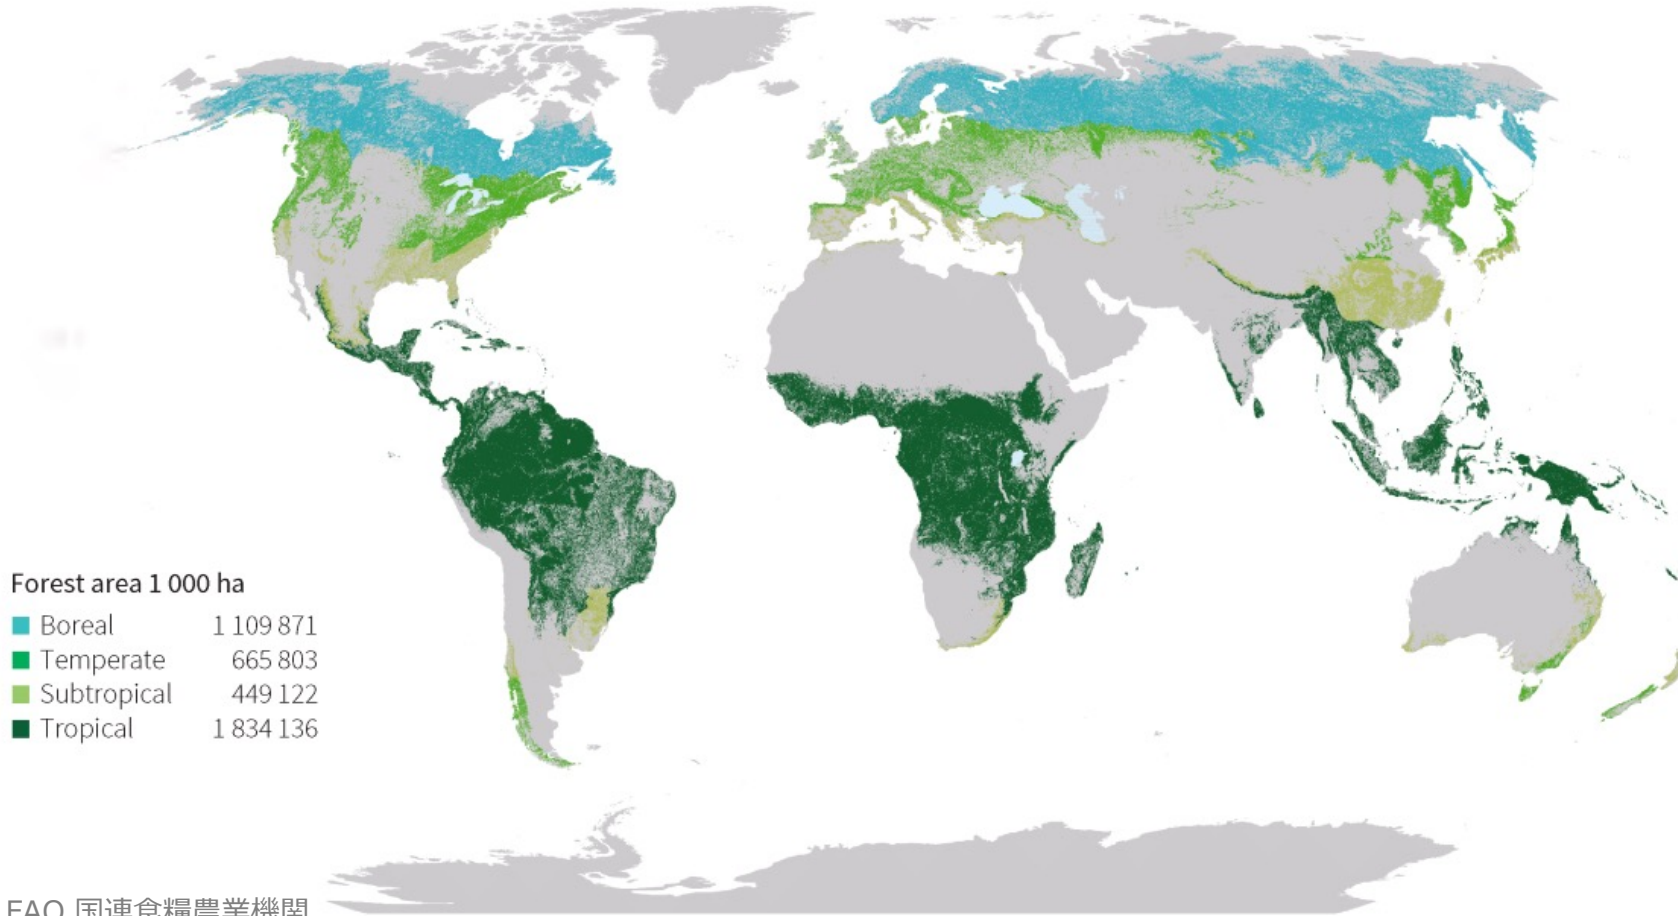 Forest area 1 000 ha
Boreal 1 109 871
Temperate 665 803
Subtropical 449 122
Tropical 1 834 136
FAO 国連食糧農業機関